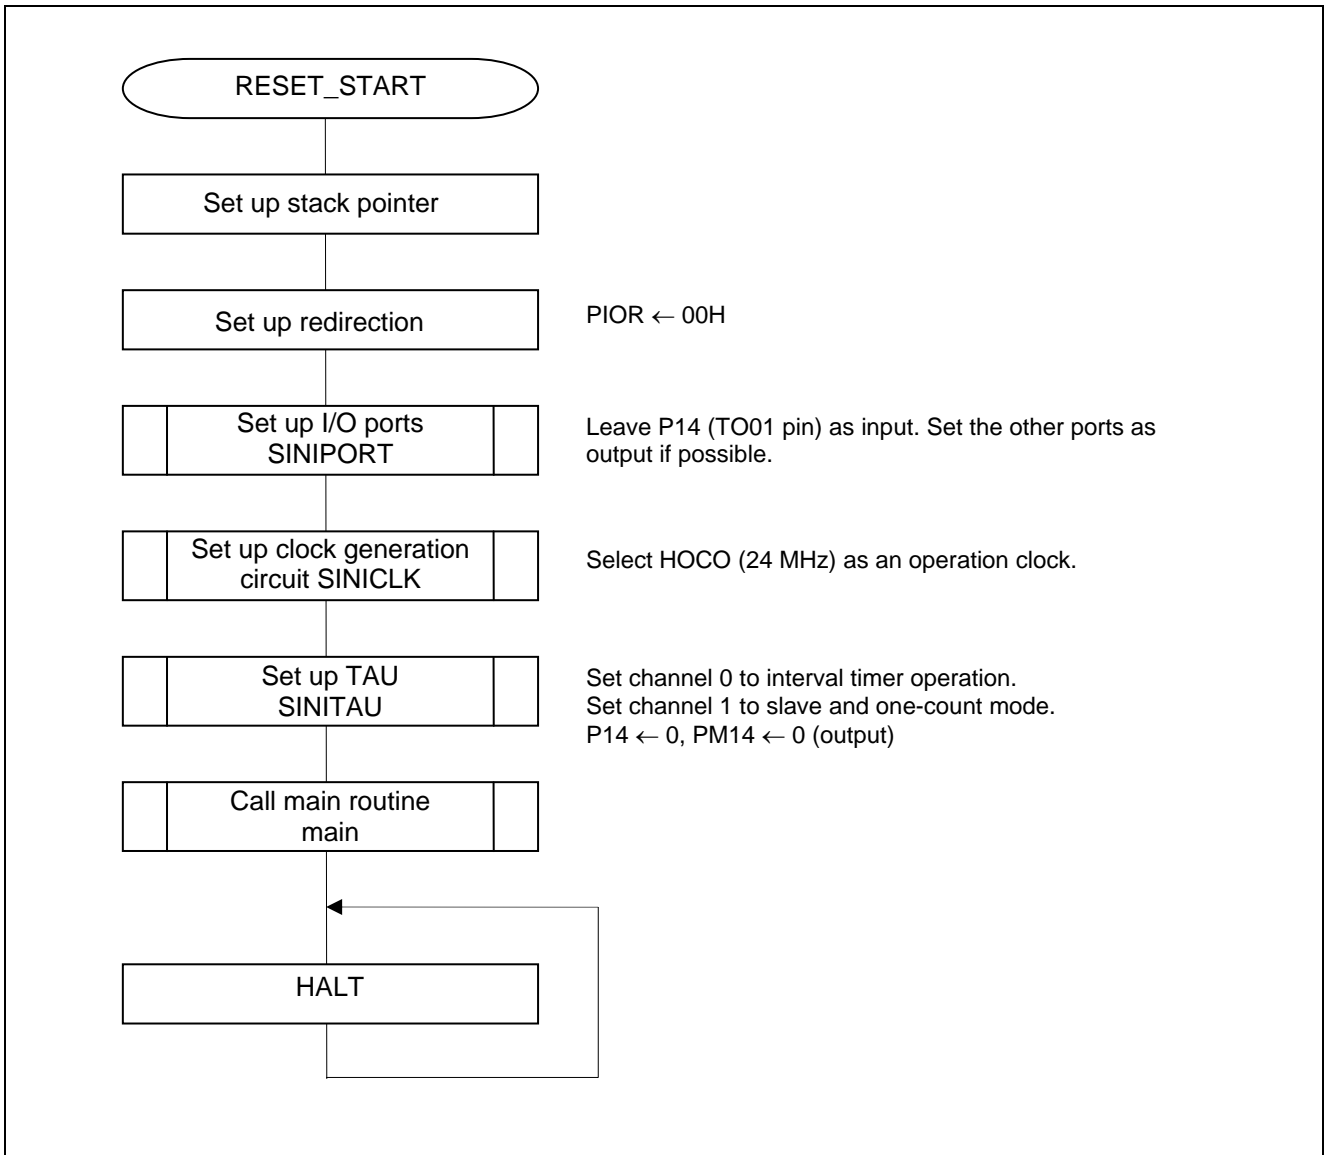 RESET_START
Set up stack pointer
Set up redirection
PIOR ← 00H
Set up I/O ports
SINIPORT
Leave P14 (TO01 pin) as input. Set the other ports as
output if possible.
Set up clock generation
circuit SINICLK
Select HOCO (24 MHz) as an operation clock.
Set up TAU
SINITAU
Set channel 0 to interval timer operation.
Set channel 1 to slave and one-count mode.
P14 ← 0, PM14 ← 0 (output)
Call main routine
main
HALT